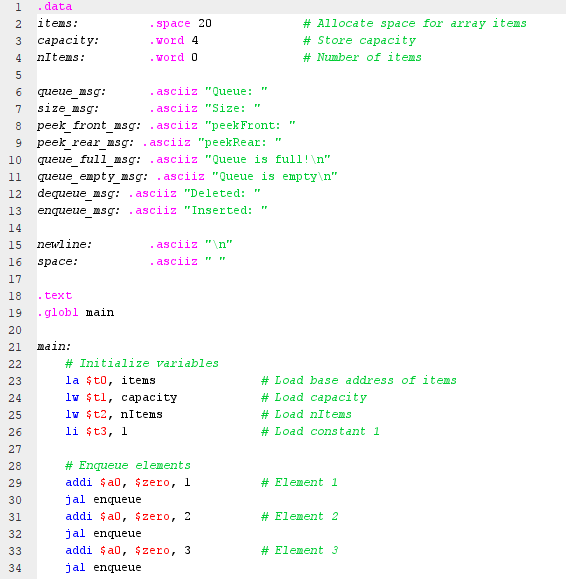 1 .data
2 items: .space 20 # Allocate space for array items
3 capacity: .word 4 # Store capacity
4 nItems: .word 0 # Number of items
5
6 queue_msg: .asciiz "Queue: "
7 size_msg: .asciiz "Size: "
8 peek_front_msg: .asciiz "peekFront: "
9 peek_rear_msg: .asciiz "peekRear: "
10 queue_full_msg: .asciiz "Queue is full!\n"
11 queue_empty_msg: .asciiz "Queue is empty\n"
12 dequeue_msg: .asciiz "Deleted: "
13 enqueue_msg: .asciiz "Inserted: "
14
15 newline: .asciiz "\n"
16 space: .asciiz " "
17
18 .text
19 .globl main
20
21 main:
22 # Initialize variables
23 la $t0, items # Load base address of items
24 lw $t1, capacity # Load capacity
25 lw $t2, nItems # Load nItems
26 li $t3, 1 # Load constant 1
27
28 # Enqueue elements
29 addi $a0, $zero, 1 # Element 1
30 jal enqueue
31 addi $a0, $zero, 2 # Element 2
32 jal enqueue
33 addi $a0, $zero, 3 # Element 3
34 jal enqueue